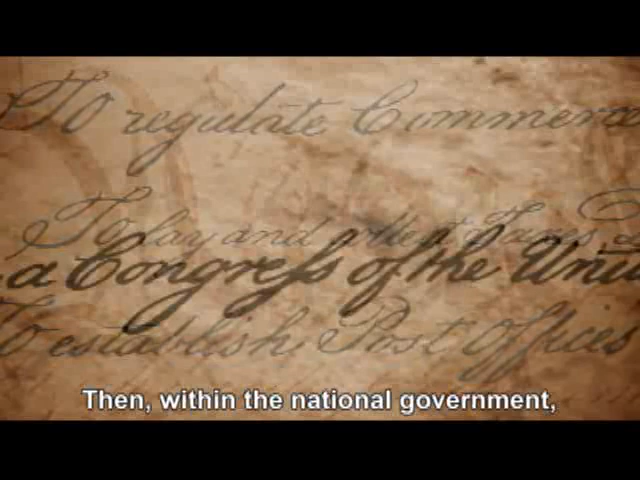 To regulate Commerce
To lay and collect Taxes
a Congreſs of the Uni
To establish Post Offices
Then, within the national government,